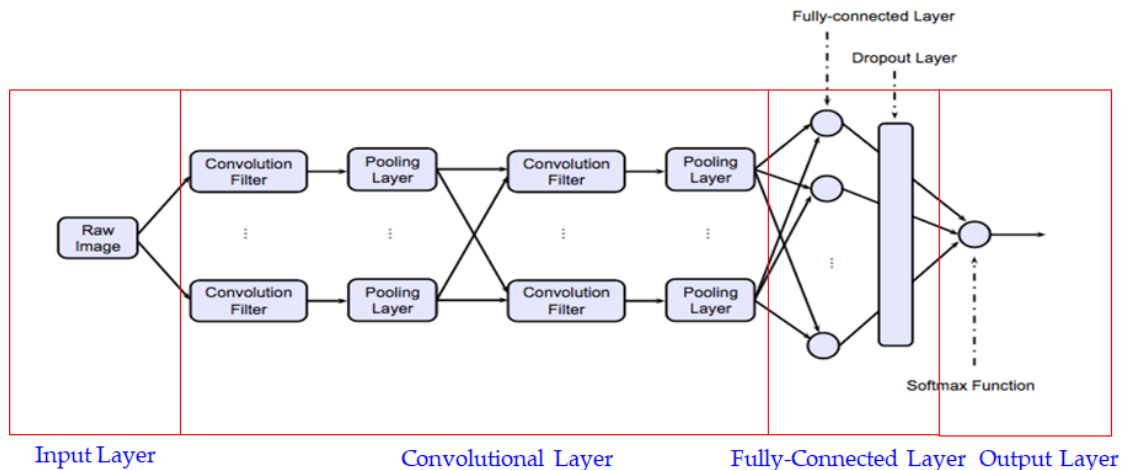 Fully-connected Layer
Dropout Layer
Convolution
Filter
Pooling
Layer
Convolution
Filter
Pooling
Layer
Raw
Image
Convolution
Filter
Pooling
Layer
Convolution
Filter
Pooling
Layer
Softmax Function
Input Layer
Convolutional Layer
Fully-Connected Layer
Output Layer